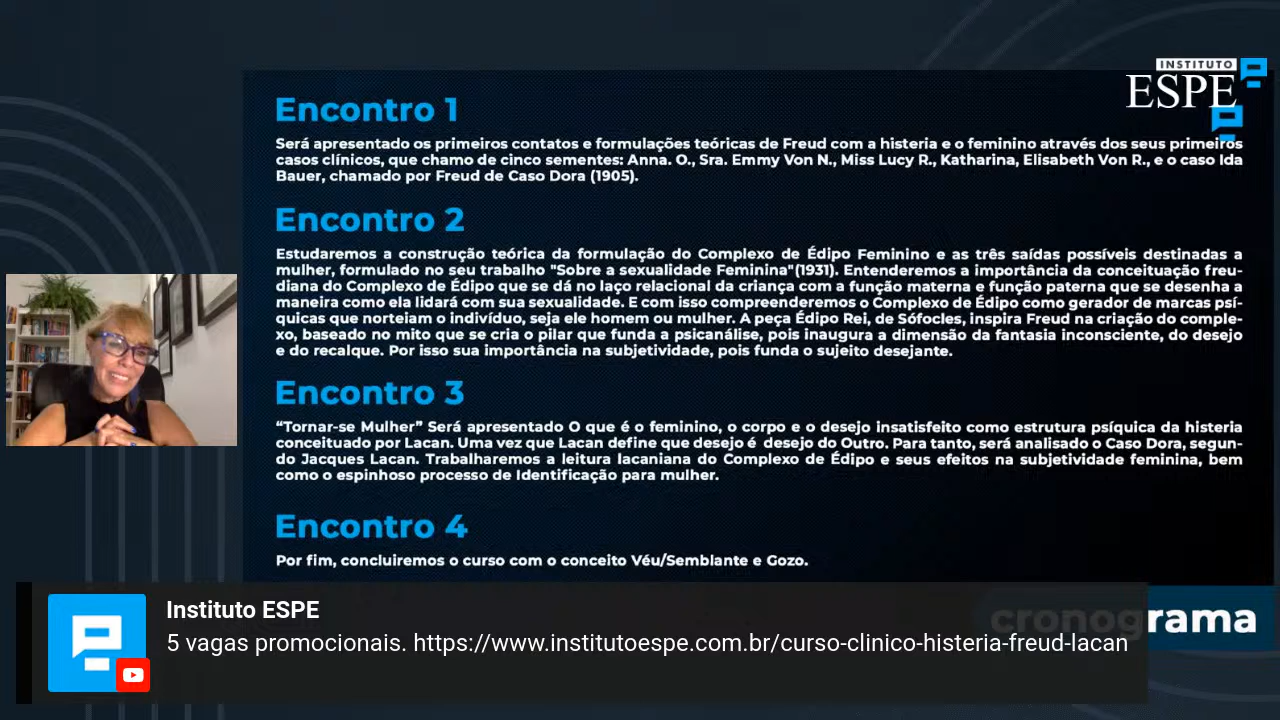 INSTITUTO
ESPE
Encontro 1
Será apresentado os primeiros contatos e formulações teóricas de Freud com a histeria e o feminino através dos seus primeiros
casos clínicos, que chamo de cinco sementes: Anna. O., Sra. Emmy Von N., Miss Lucy R., Katharina, Elisabeth Von R., e o caso Ida
Bauer, chamado por Freud de Caso Dora (1905).
Encontro 2
Estudaremos a construção teórica da formulação do Complexo de Édipo Feminino e as três saídas possíveis destinadas a
mulher, formulado no seu trabalho "Sobre a sexualidade Feminina"(1931). Entenderemos a importância da conceituação freu-
diana do Complexo de Édipo que se dá no laço relacional da criança com a função materna e função paterna que se desenha a
maneira como ela lidará com sua sexualidade. E com isso compreenderemos o Complexo de Édipo como gerador de marcas psí-
quicas que norteiam o indivíduo, seja ele homem ou mulher. A peça Édipo Rei, de Sófocles, inspira Freud na criação do comple-
xo, baseado no mito que se cria o pilar que funda a psicanálise, pois inaugura a dimensão da fantasia inconsciente, do desejo
e do recalque. Por isso sua importância na subjetividade, pois funda o sujeito desejante.
Encontro 3
“Tornar-se Mulher” Será apresentado O que é o feminino, o corpo e o desejo insatisfeito como estrutura psíquica da histeria
conceituado por Lacan. Uma vez que Lacan define que desejo é desejo do Outro. Para tanto, será analisado o Caso Dora, segun-
do Jacques Lacan. Trabalharemos a leitura lacaniana do Complexo de Édipo e seus efeitos na subjetividade feminina, bem
como o espinhoso processo de Identificação para mulher.
Encontro 4
Por fim, concluiremos o curso com o conceito Véu/Semblante e Gozo.
cronograma
Instituto ESPE
5 vagas promocionais. https://www.institutoespe.com.br/curso-clinico-histeria-freud-lacan